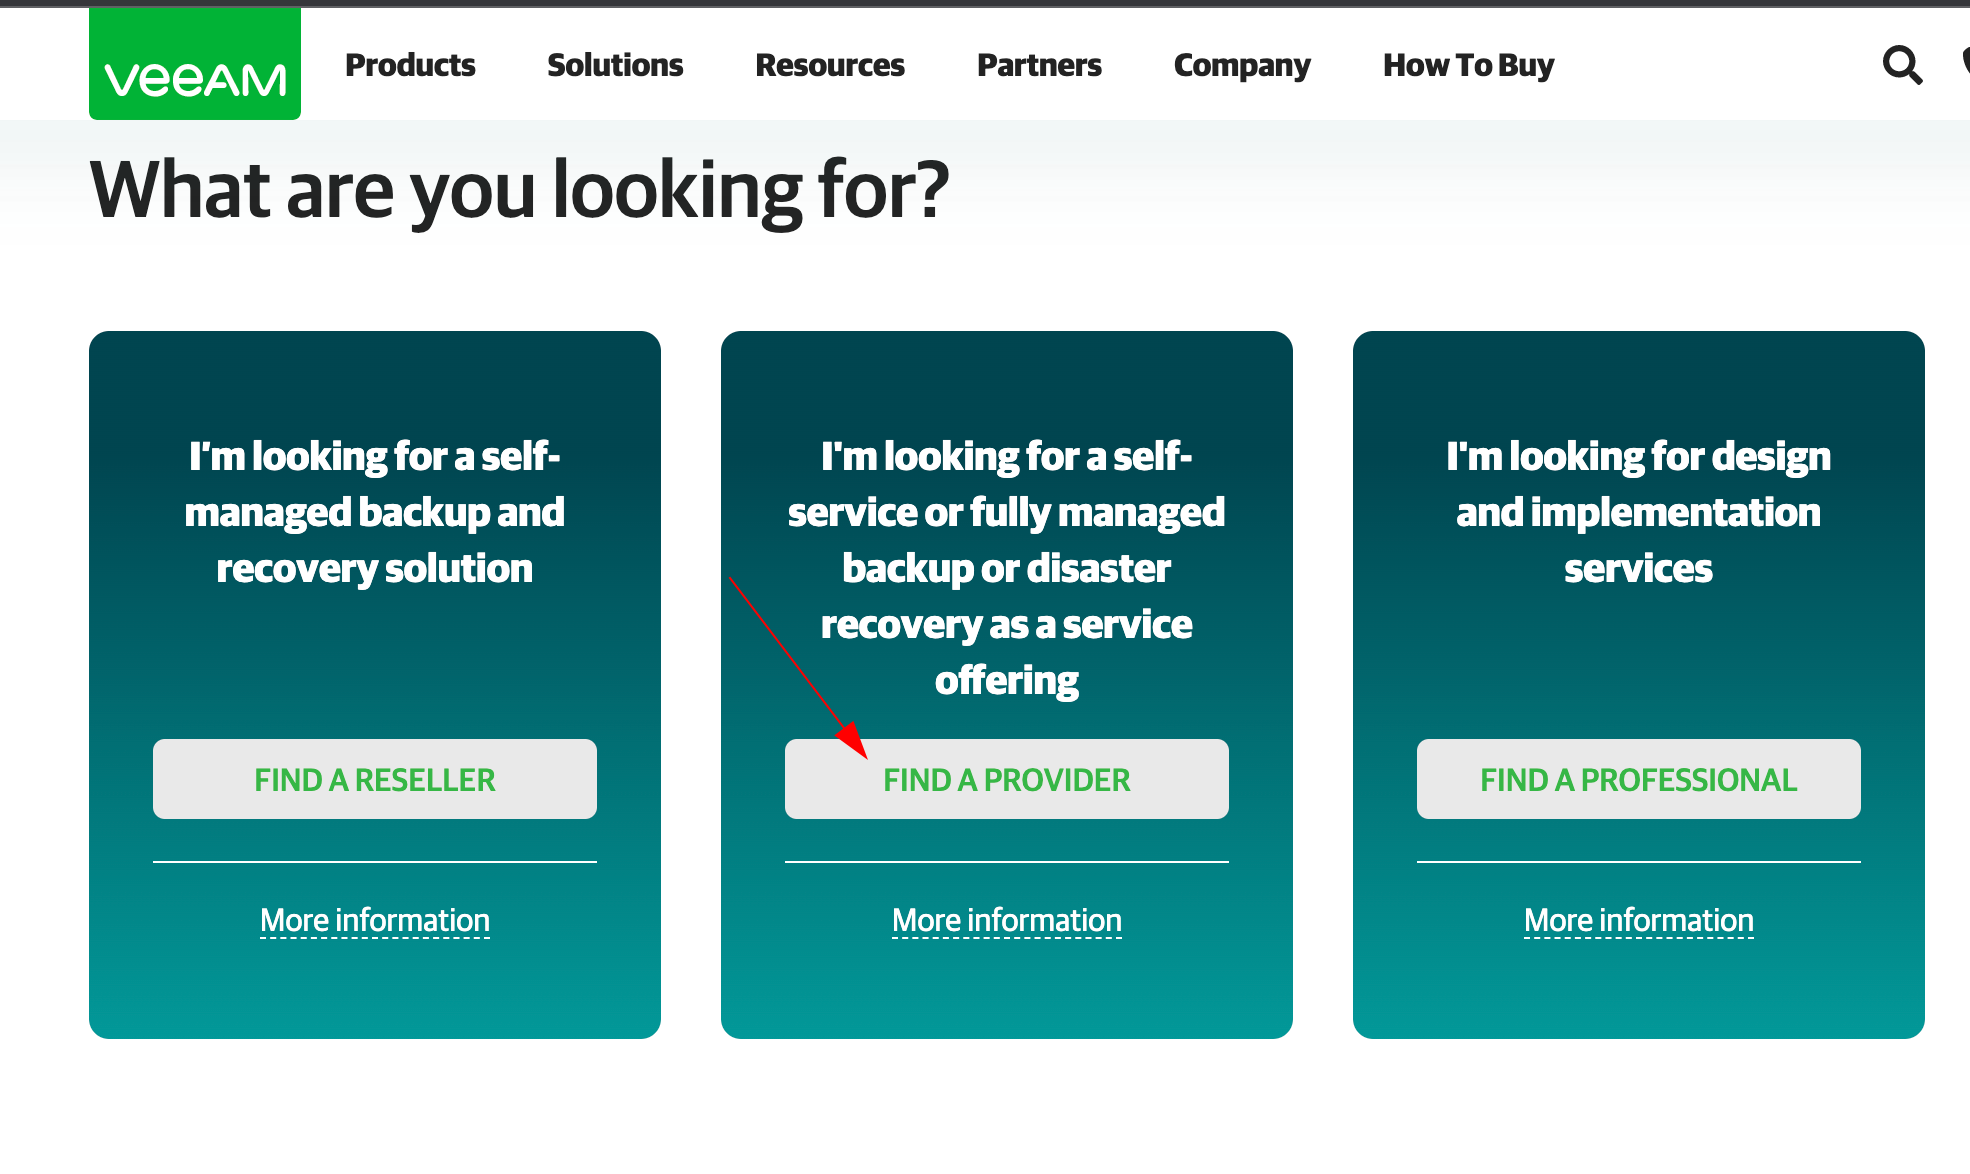 veeAM
Products Solutions Resources Partners Company How To Buy
What are you looking for?
I'm looking for a self-
managed backup and
recovery solution
FIND A RESELLER
More information
I'm looking for a self-
service or fully managed
backup or disaster
recovery as a service
offering
FIND A PROVIDER
More information
I'm looking for design
and implementation
services
FIND A PROFESSIONAL
More information